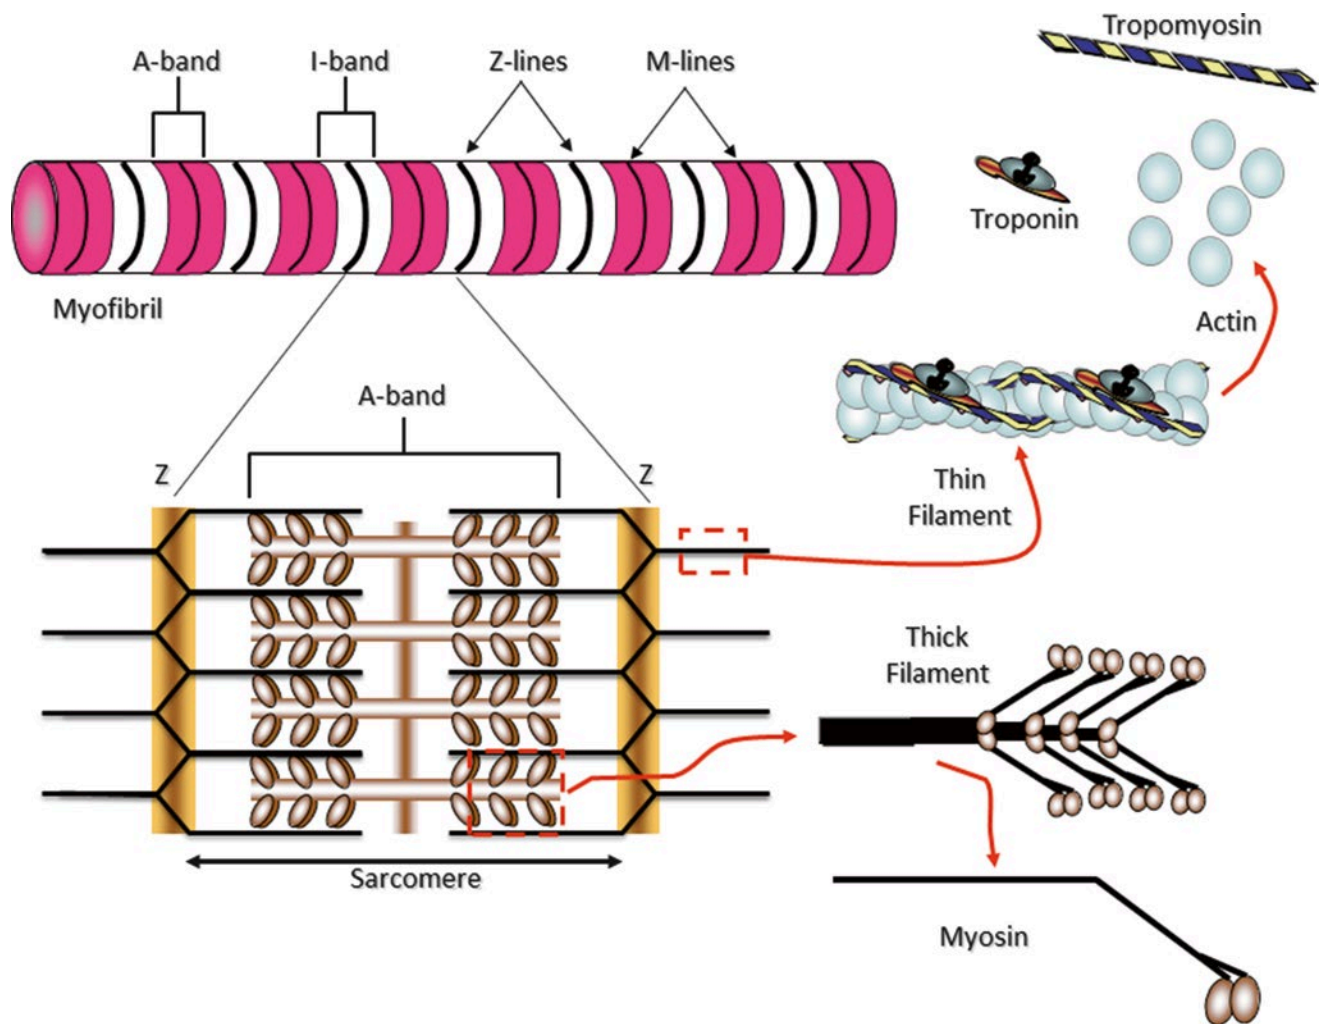 Tropomyosin
A-band
I-band
Z-lines
M-lines
Troponin
Myofibril
Actin
A-band
Z
Z
Thin
Filament
Thick
Filament
Sarcomere
Myosin